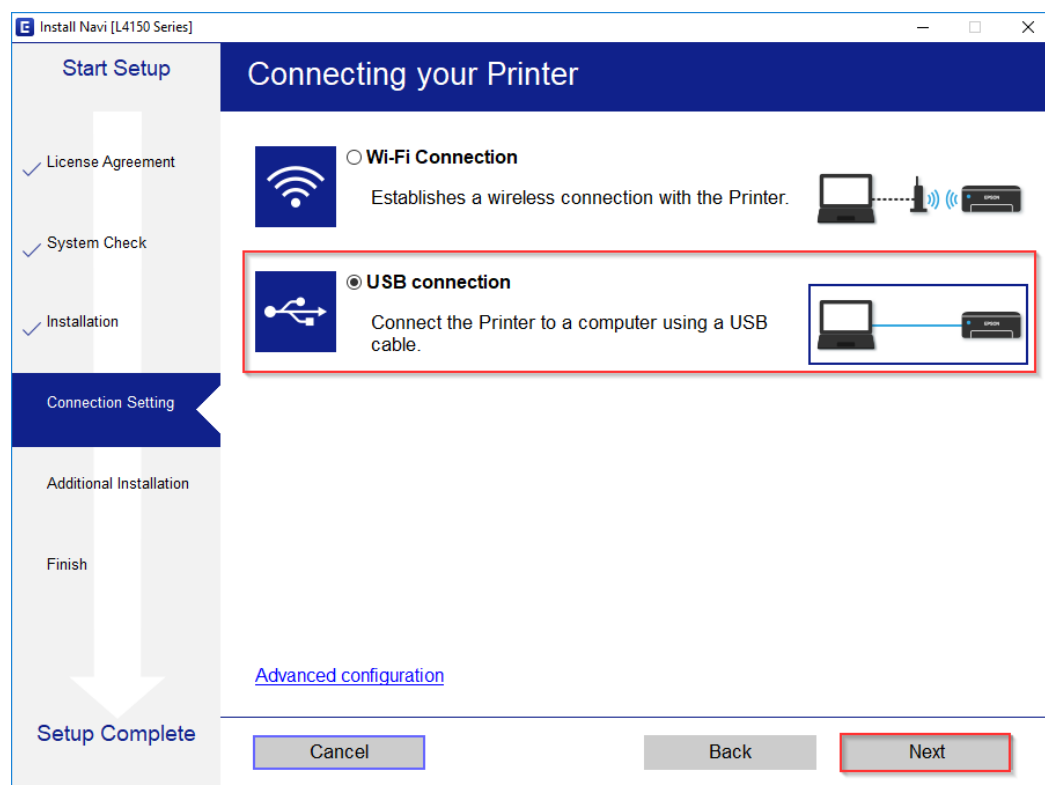 Install Navi [L4150 Series]
Start Setup
License Agreement
System Check
Installation
Connection Setting
Additional Installation
Finish
Setup Complete
Connecting your Printer
Wi-Fi Connection
Establishes a wireless connection with the Printer.
EPSON
USB connection
Connect the Printer to a computer using a USB
cable.
EPSON
Advanced configuration
Cancel
Back
Next